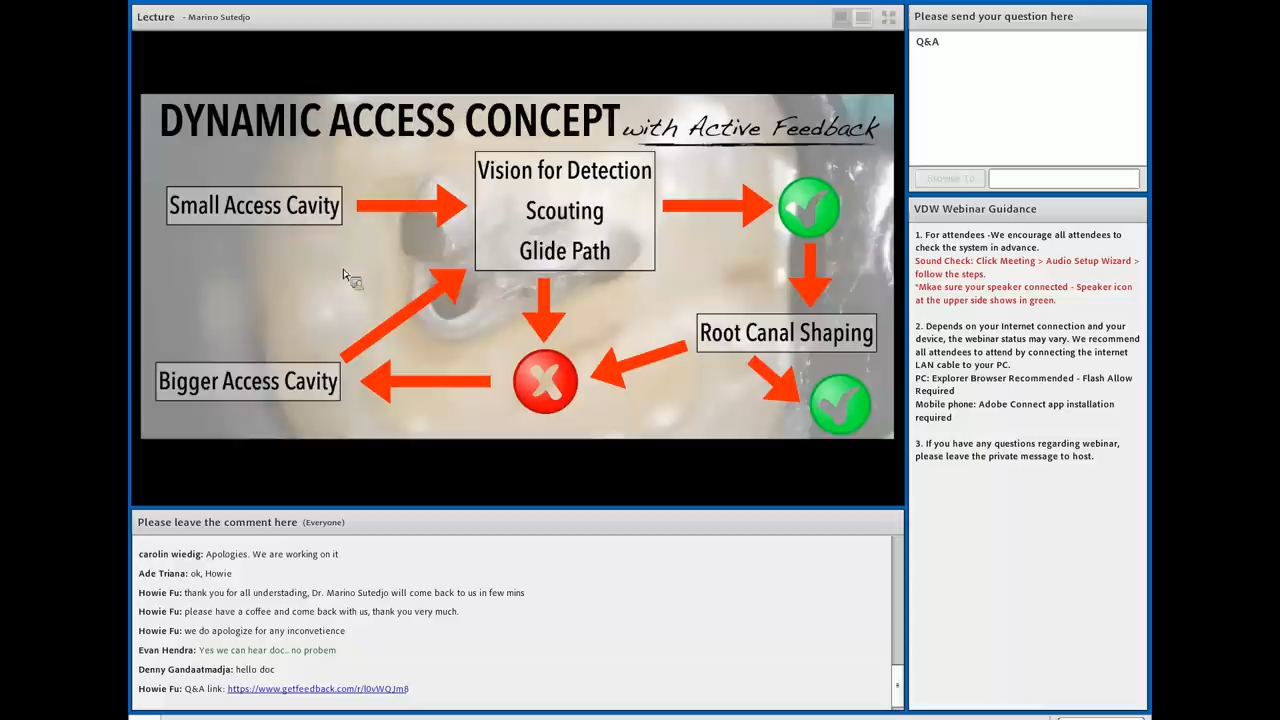 Lecture - Marino Sutedjo
DYNAMIC ACCESS CONCEPT with Active Feedback
Small Access Cavity
Vision for Detection
Scouting
Glide Path
Root Canal Shaping
Bigger Access Cavity
Please leave the comment here (Everyone)
carolin wiedig: Apologies. We are working on it
Ade Triana: ok, Howie
Howie Fu: thank you for all understading, Dr. Marino Sutedjo will come back to us in few mins
Howie Fu: please have a coffee and come back with us, thank you very much.
Howie Fu: we do apologize for any inconvetience
Evan Hendra: Yes we can hear doc.. no probem
Denny Gandaatmadja: hello doc
Howie Fu: Q&A link: https://www.getfeedback.com/r/l0vWQJm8
Please send your question here
Q&A
Browse To
VDW Webinar Guidance
1. For attendees -We encourage all attendees to
check the system in advance.
Sound Check: Click Meeting > Audio Setup Wizard >
follow the steps.
*Mkae sure your speaker connected - Speaker icon
at the upper side shows in green.
2. Depends on your Internet connection and your
device, the webinar status may vary. We recommend
all attendees to attend by connecting the internet
LAN cable to your PC.
PC: Explorer Browser Recommended - Flash Allow
Required
Mobile phone: Adobe Connect app installation
required
3. If you have any questions regarding webinar,
please leave the private message to host.